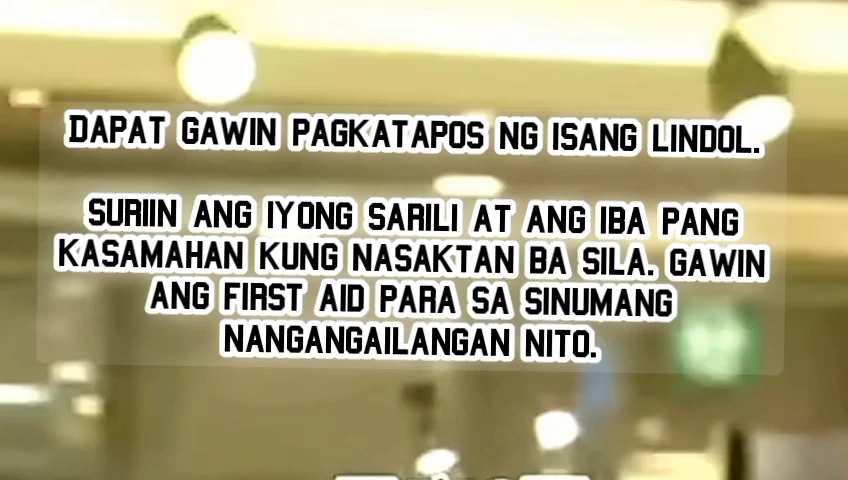 DAPAT GAWIN PAGKATAPOS NG ISANG LINDOL.
SURIIN ANG IYONG SARILI AT ANG IBA PANG
KASAMAHAN KUNG NASAKTAN BA SILA. GAWIN
ANG FIRST AID PARA SA SINUMANG
NANGANGAILANGAN NITO.